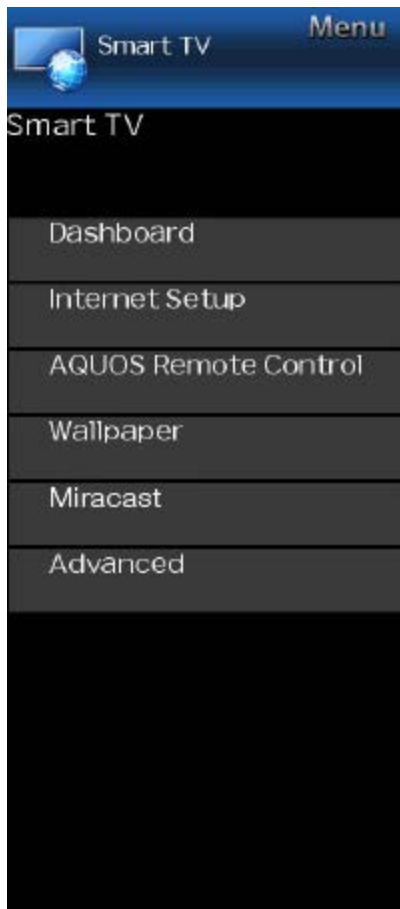 Smart TV
Menu
Smart TV
Dashboard
Internet Setup
AQUOS Remote Control
Wallpaper
Miracast
Advanced